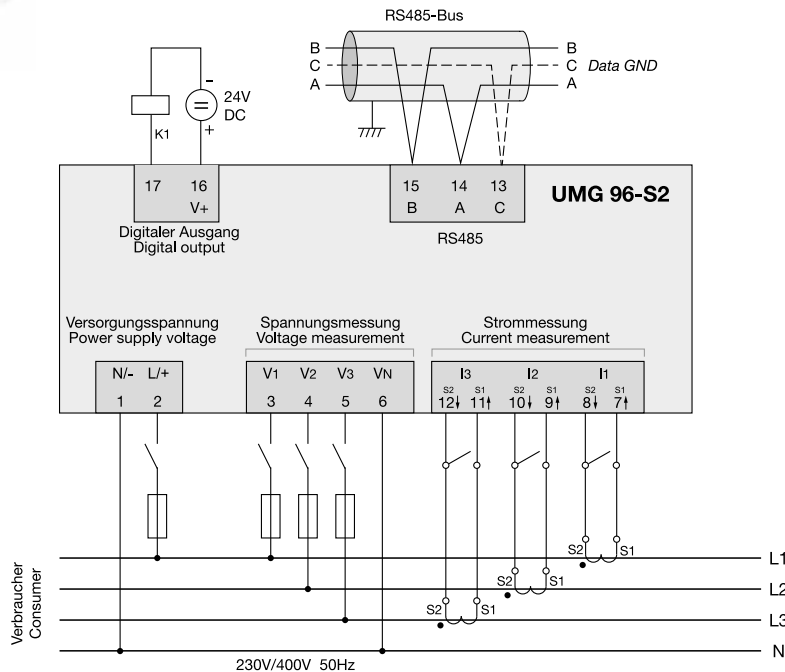 RS485-Bus
B B
C C Data GND
A A
24V
DC
K1
- 
+
17 16
V+
15 14 13
B A C
UMG 96-S2
Digitaler Ausgang
Digital output
RS485
Versorgungsspannung
Power supply voltage
Spannungsmessung
Voltage measurement
Strommessung
Current measurement
N/- L/+
1 2
V1 V2 V3 VN
3 4 5 6
I3 I2 I1
S2 S1 S2 S1 S2 S1
12 11 10 9 8 7
S2 S1
S2 S1
S2 S1
L1
L2
L3
N
Verbraucher
Consumer
230V/400V 50Hz